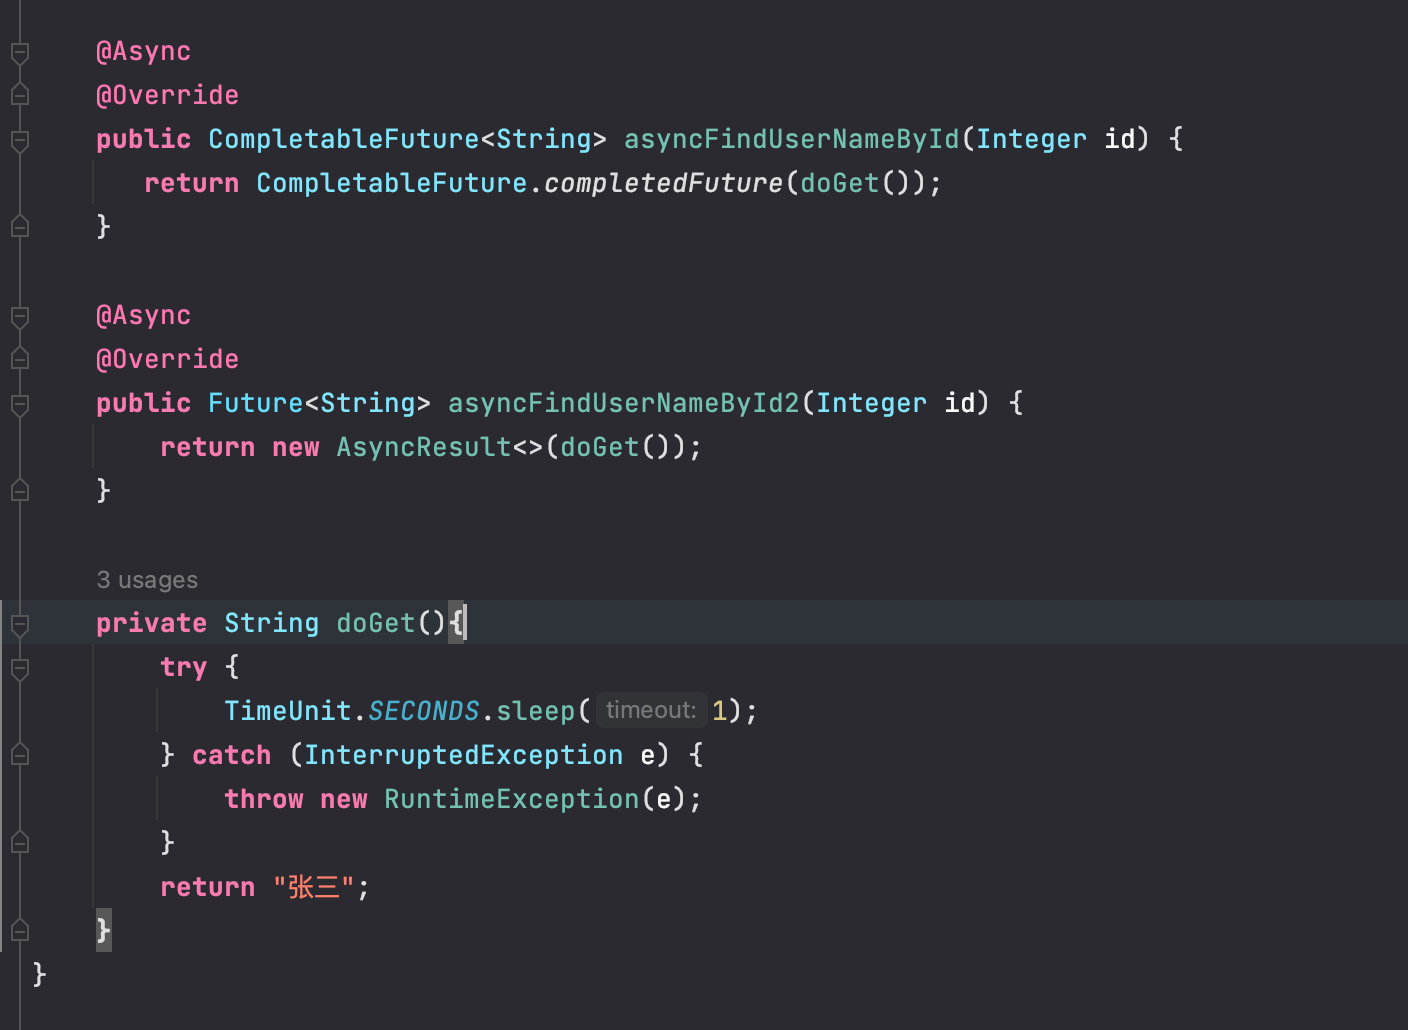 @Async
@Override
public CompletableFuture<String> asyncFindUserNameById(Integer id) {
return CompletableFuture.completedFuture(doGet());
}
@Async
@Override
public Future<String> asyncFindUserNameById2(Integer id) {
return new AsyncResult<>(doGet());
}
3 usages
private String doGet(){
try {
TimeUnit.SECONDS.sleep( timeout: 1);
} catch (InterruptedException e) {
throw new RuntimeException(e);
}
return "张三";
}
}